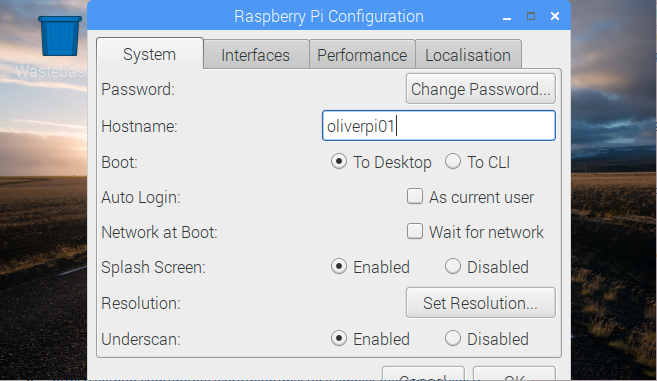 Wastebas
Raspberry Pi Configuration
System Interfaces Performance Localisation
Password: Change Password...
Hostname: oliverpi01
Boot: To Desktop To CLI
Auto Login: As current user
Network at Boot: Wait for network
Splash Screen: Enabled Disabled
Resolution: Set Resolution...
Underscan: Enabled Disabled
Cancel OK